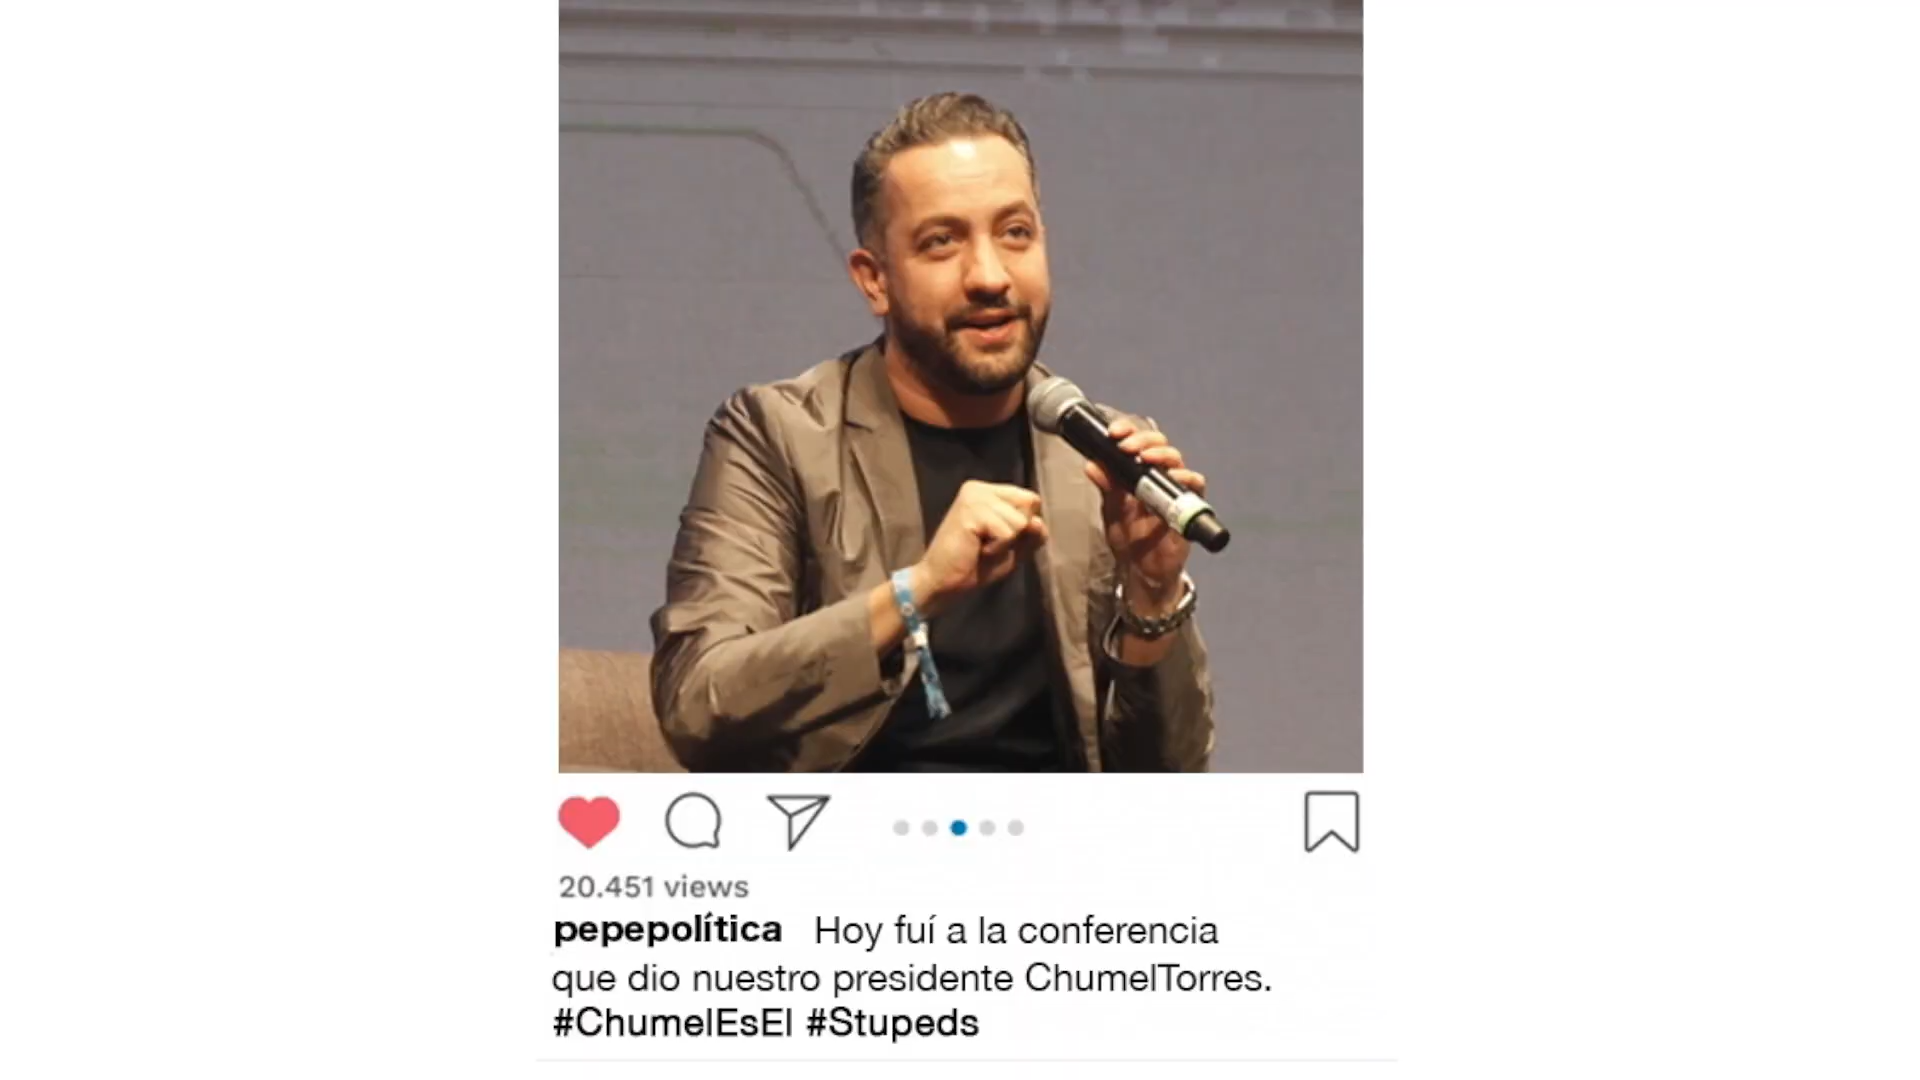 20.451 views
pepepolítica Hoy fuí a la conferencia
que dio nuestro presidente ChumelTorres.
#ChumelEsEl #Stupeds